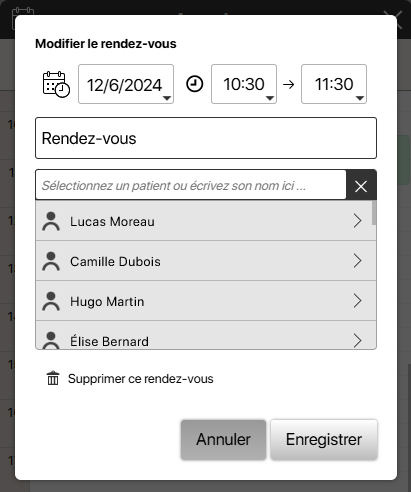 Modifier le rendez-vous
12/6/2024 10:30 → 11:30
Rendez-vous
Sélectionnez un patient ou écrivez son nom ici ...
Lucas Moreau
Camille Dubois
Hugo Martin
Élise Bernard
Supprimer ce rendez-vous
Annuler Enregistrer